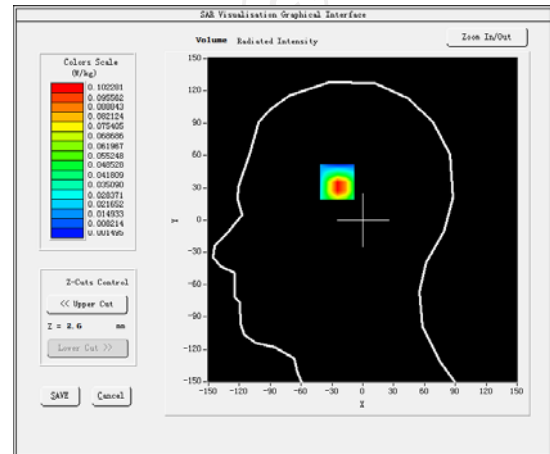 SAR Visualisation Graphical Interface
Volume Radiated Intensity
Zoom In/Out
Colors Scale
(W/kg)
0.102281
0.095562
0.088843
0.082124
0.075405
0.068686
0.061967
0.055248
0.048529
0.041809
0.035090
0.028371
0.021652
0.014933
0.008214
0.001495
Z-Cuts Control
<< Upper Cut
Z = 2.6 mm
Lower Cut >>
SAVE Cancel
150
120
90
60
30
0
-30
-60
-90
-120
-150
Y
-150 -120 -90 -60 -30 0 30 60 90 120 150
X